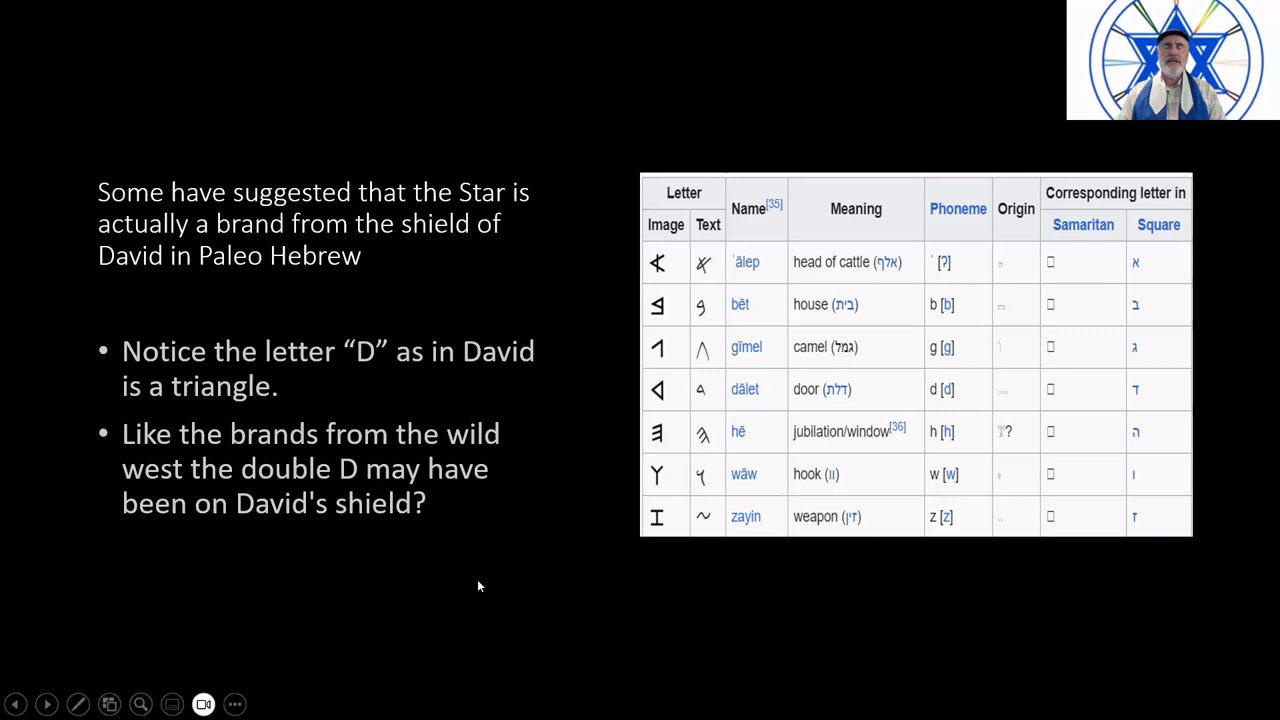 Some have suggested that the Star is
actually a brand from the shield of
David in Paleo Hebrew
• Notice the letter “D” as in David
is a triangle.
• Like the brands from the wild
west the double D may have
been on David's shield?
Letter Name[35] Meaning Phoneme Origin Corresponding letter in
Image Text Samaritan Square
𐤀 ʾālep head of cattle (אלף) ʾ [ʔ] א
𐤁 bēt house (בית) b [b] ב
𐤂 gīmel camel (גמל) g [g] ג
𐤃 dālet door (דלת) d [d] ד
𐤄 hē jubilation/window[36] h [h] ? ה
𐤅 wāw hook (וו) w [w] ו
𐤆 zayin weapon (זין) z [z] ז